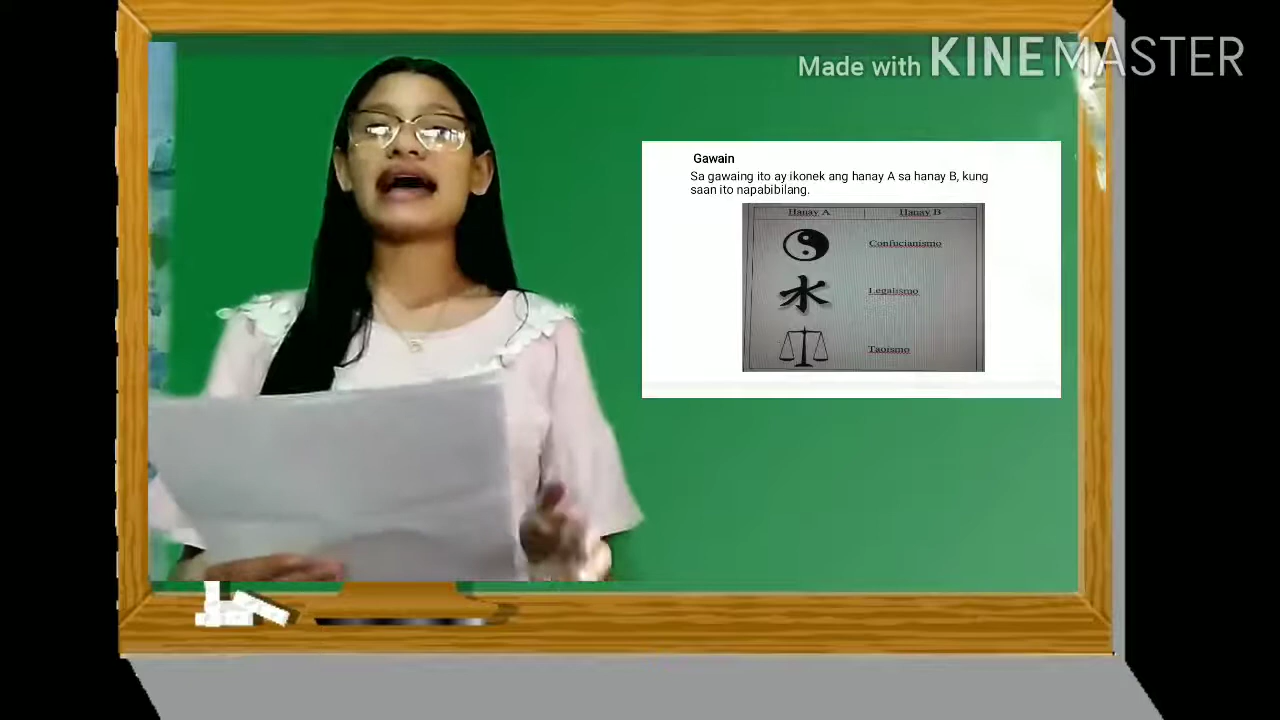 Made with KINEMASTER
Gawain
Sa gawaing ito ay ikonek ang hanay A sa hanay B, kung
saan ito napabibilang.
Hanay A Hanay B
Confucianismo
水
Legalismo
Taoismo